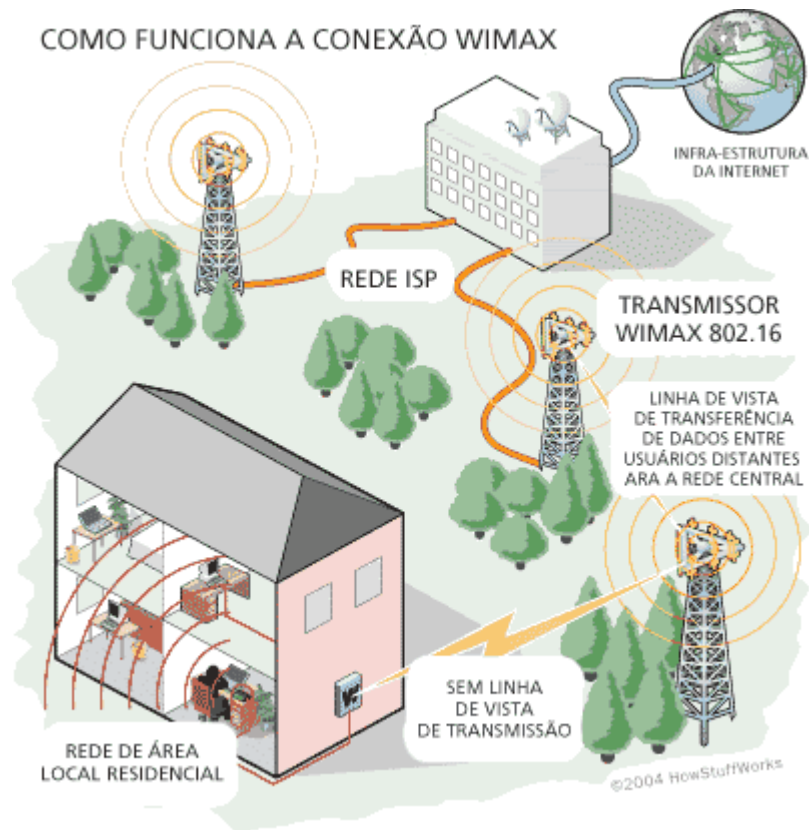 COMO FUNCIONA A CONEXÃO WIMAX
INFRA-ESTRUTURA
DA INTERNET
REDE ISP
TRANSMISSOR
WIMAX 802.16
LINHA DE VISTA
DE TRANSFERÊNCIA
DE DADOS ENTRE
USUÁRIOS DISTANTES
ARA A REDE CENTRAL
SEM LINHA
DE VISTA
DE TRANSMISSÃO
REDE DE ÁREA
LOCAL RESIDENCIAL
©2004 HowStuffWorks